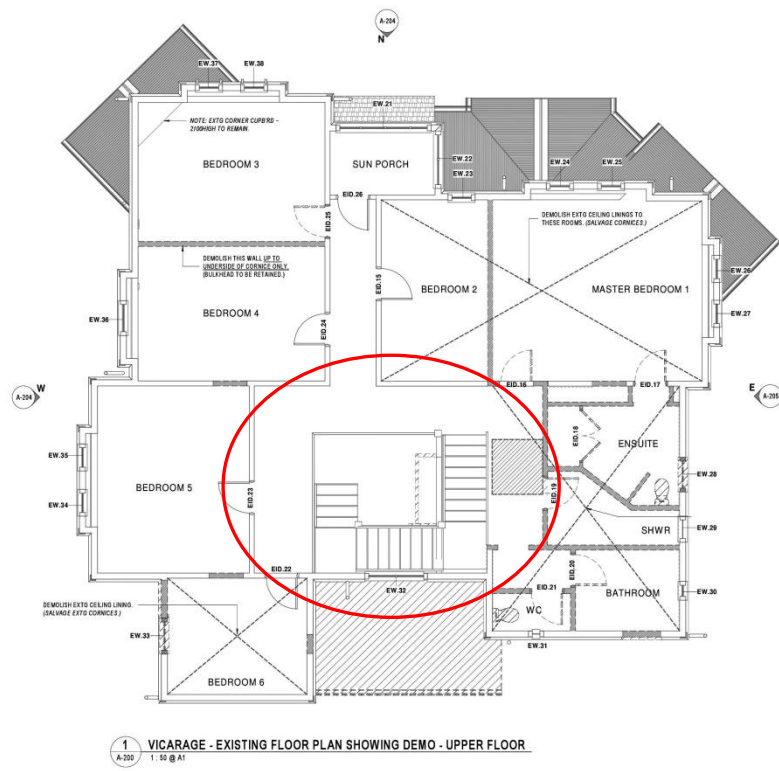 A-204
N
EW.37
EW.38
EW.21
NOTE: EXTG CORNER CUPB'RD -
2100HIGH TO REMAIN.
BEDROOM 3
SUN PORCH
EW.22
EW.23
EW.24
EW.25
EID.26
EID.25
DEMOLISH EXTG CEILING LININGS TO
THESE ROOMS. (SALVAGE CORNICES.)
DEMOLISH THIS WALL UP TO
UNDERSIDE OF CORNICE ONLY.
(BULKHEAD TO BE RETAINED.)
EID.15
EW.26
BEDROOM 2
MASTER BEDROOM 1
BEDROOM 4
EW.36
EID.24
EW.27
W
A-204
EID.16
EID.17
E
A-205
EID.18
ENSUITE
EW.35
BEDROOM 5
EID.23
EID.19
EW.28
EW.34
SHWR
EW.29
EID.22
EID.20
EW.32
EID.21
BATHROOM
EW.30
DEMOLISH EXTG CEILING LINING.
(SALVAGE EXTG CORNICES.)
WC
EW.33
EW.31
BEDROOM 6
1
A-200
VICARAGE - EXISTING FLOOR PLAN SHOWING DEMO - UPPER FLOOR
1 : 50 @ A1